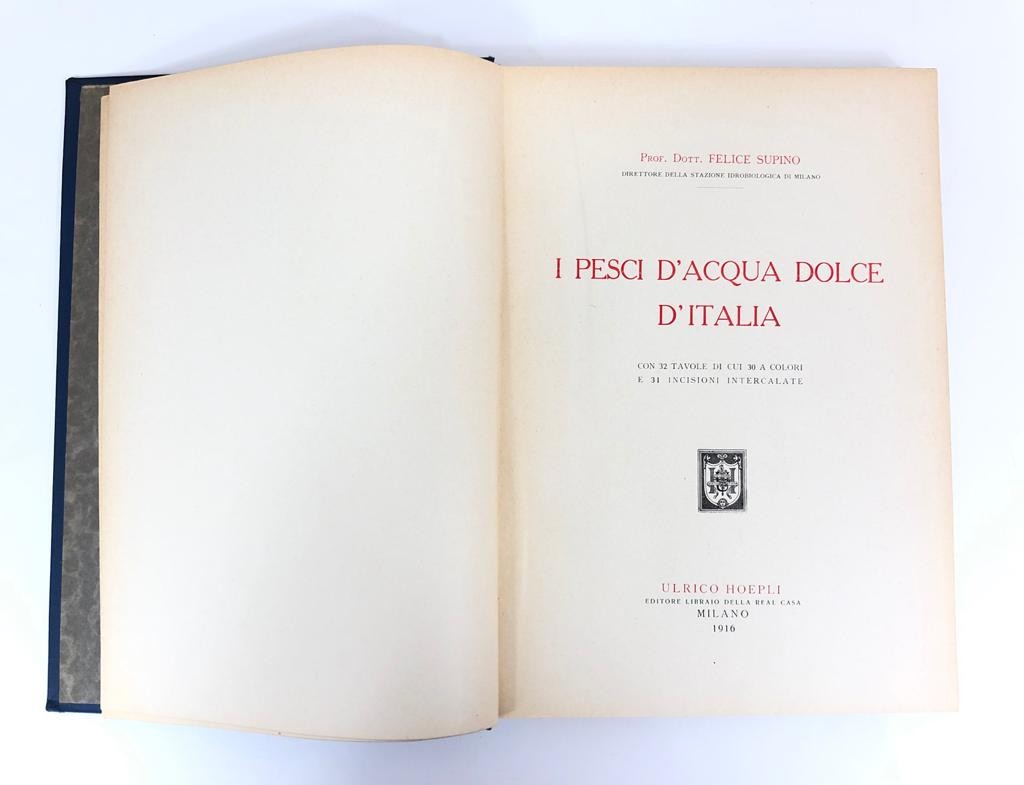 PROF. DOTT. FELICE SUPINO
DIRETTORE DELLA STAZIONE IDROBIOLOGICA DI MILANO
I PESCI D'ACQUA DOLCE
D'ITALIA
CON 32 TAVOLE DI CUI 30 A COLORI
E 31 INCISIONI INTERCALATE
ULRICO HOEPLI
EDITORE LIBRAIO DELLA REAL CASA
MILANO
1916